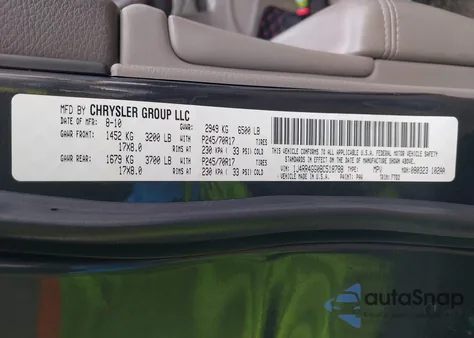 MFD BY CHRYSLER GROUP LLC
DATE OF MFR: 8-10 GVWR: 2949 KG 6500 LB
GAWR FRONT: 1452 KG 3200 LB WITH P245/70R17 TIRES
17X8.0 RIMS AT 230 KPA ( 33 PSI) COLD
GAWR REAR: 1679 KG 3700 LB WITH P245/70R17 TIRES
17X8.0 RIMS AT 230 KPA ( 33 PSI) COLD
THIS VEHICLE CONFORMS TO ALL APPLICABLE U.S.A. FEDERAL MOTOR VEHICLE SAFETY
STANDARDS IN EFFECT ON THE DATE OF MANUFACTURE SHOWN ABOVE.
VIN: TYPE: MPV
VEHICLE MADE IN U.S.A. PAINT:
autoSnap